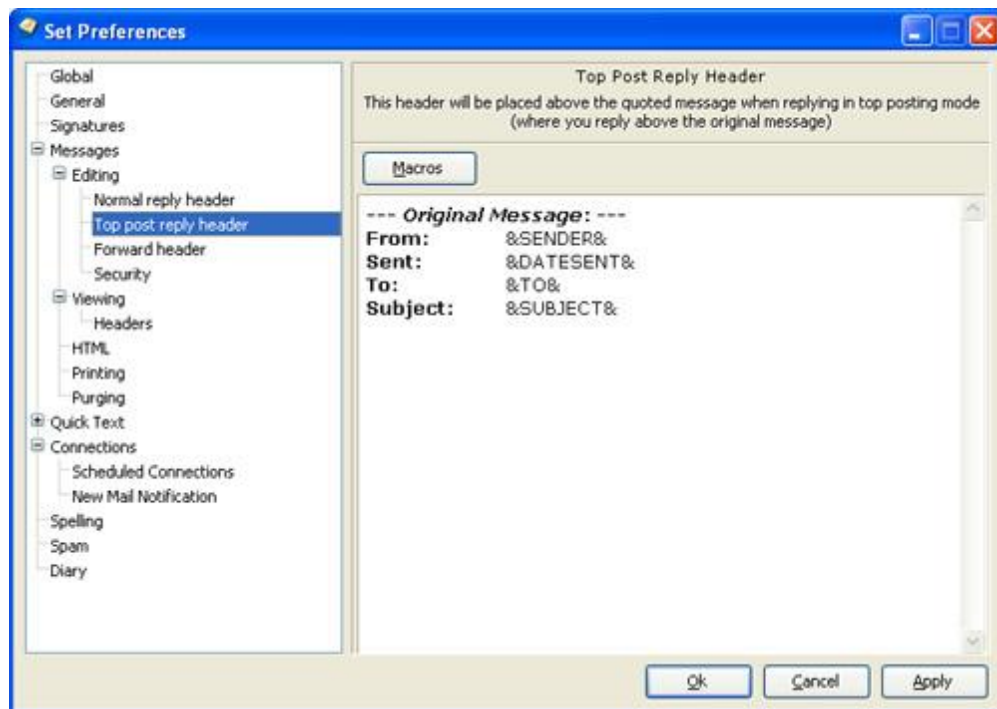 Set Preferences
Global
General
Signatures
Messages
Editing
Normal reply header
Top post reply header
Forward header
Security
Viewing
Headers
HTML
Printing
Purging
Quick Text
Connections
Scheduled Connections
New Mail Notification
Spelling
Spam
Diary
Top Post Reply Header
This header will be placed above the quoted message when replying in top posting mode
(where you reply above the original message)
Macros
--- Original Message: ---
From: &SENDER&
Sent: &DATESENT&
To: &TO&
Subject: &SUBJECT&
Ok Cancel Apply